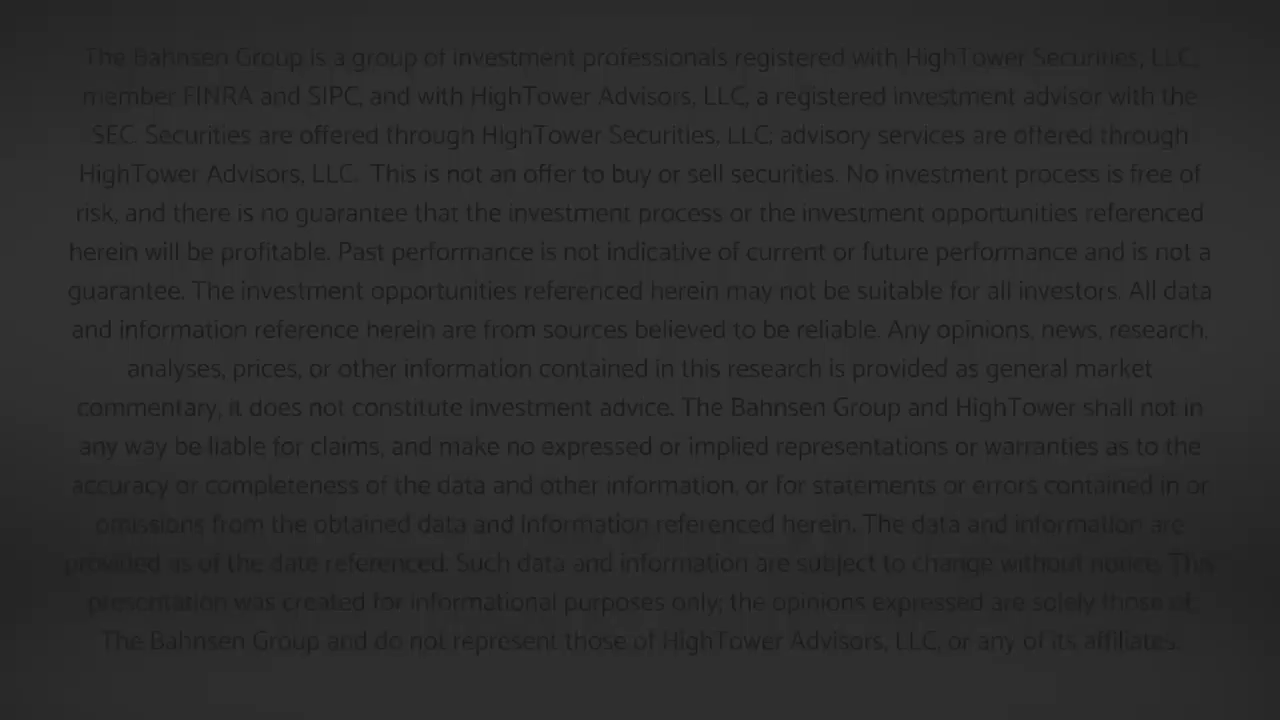 The Bahnsen Group is a group of investment professionals registered with HighTower Securities, LLC,
member FINRA and SIPC, and with HighTower Advisors, LLC, a registered investment advisor with the
SEC. Securities are offered through HighTower Securities, LLC; advisory services are offered through
HighTower Advisors, LLC. This is not an offer to buy or sell securities. No investment process is free of
risk, and there is no guarantee that the investment process or the investment opportunities referenced
herein will be profitable. Past performance is not indicative of current or future performance and is not a
guarantee. The investment opportunities referenced herein may not be suitable for all investors. All data
and information reference herein are from sources believed to be reliable. Any opinions, news, research,
analyses, prices, or other information contained in this research is provided as general market
commentary, it does not constitute investment advice. The Bahnsen Group and HighTower shall not in
any way be liable for claims, and make no expressed or implied representations or warranties as to the
accuracy or completeness of the data and other information, or for statements or errors contained in or
omissions from the obtained data and information referenced herein. The data and information are
provided as of the date referenced. Such data and information are subject to change without notice. This
presentation was created for informational purposes only; the opinions expressed are solely those of
The Bahnsen Group and do not represent those of HighTower Advisors, LLC, or any of its affiliates.